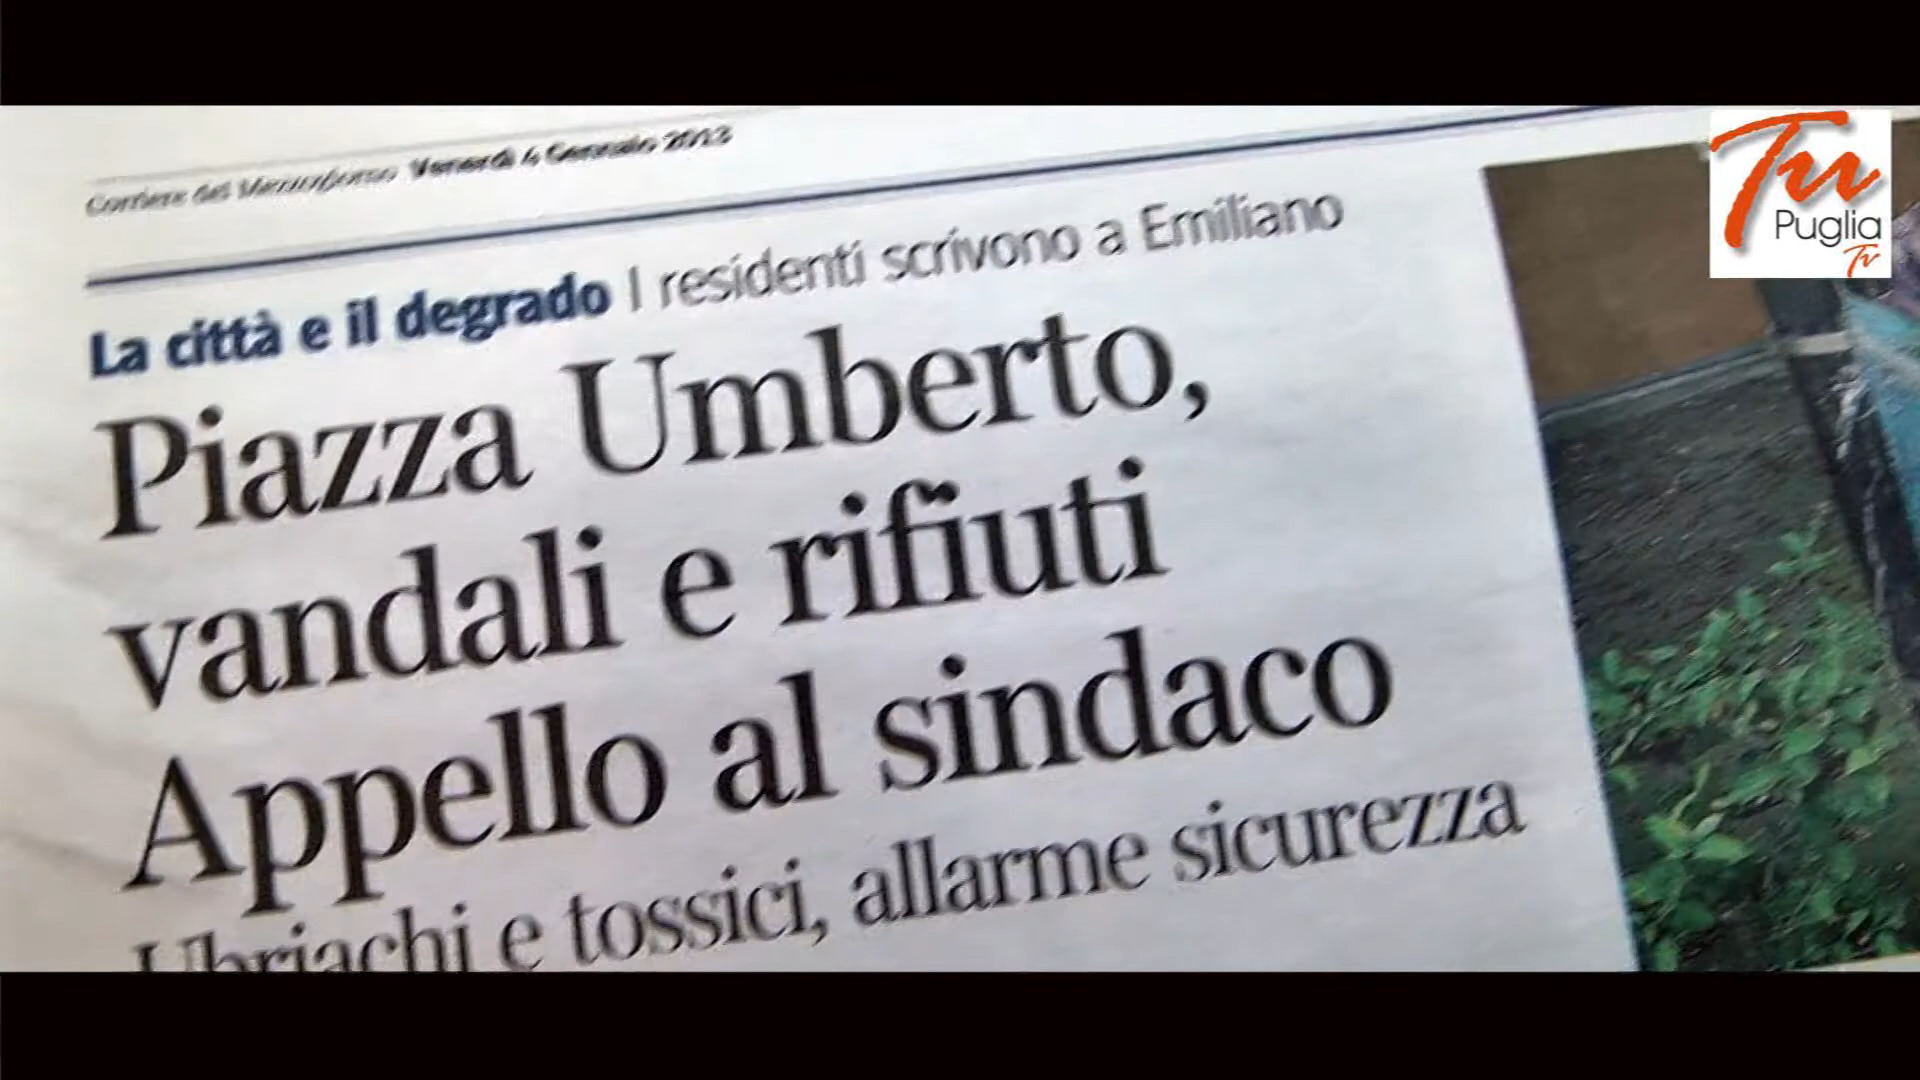 Corriere del Mezzogiorno Venerdì 4 Gennaio 2013
La città e il degrado I residenti scrivono a Emiliano
Piazza Umberto,
vandali e rifiuti
Appello al sindaco
Ubriachi e tossici, allarme sicurezza
Tu
Puglia
Tv